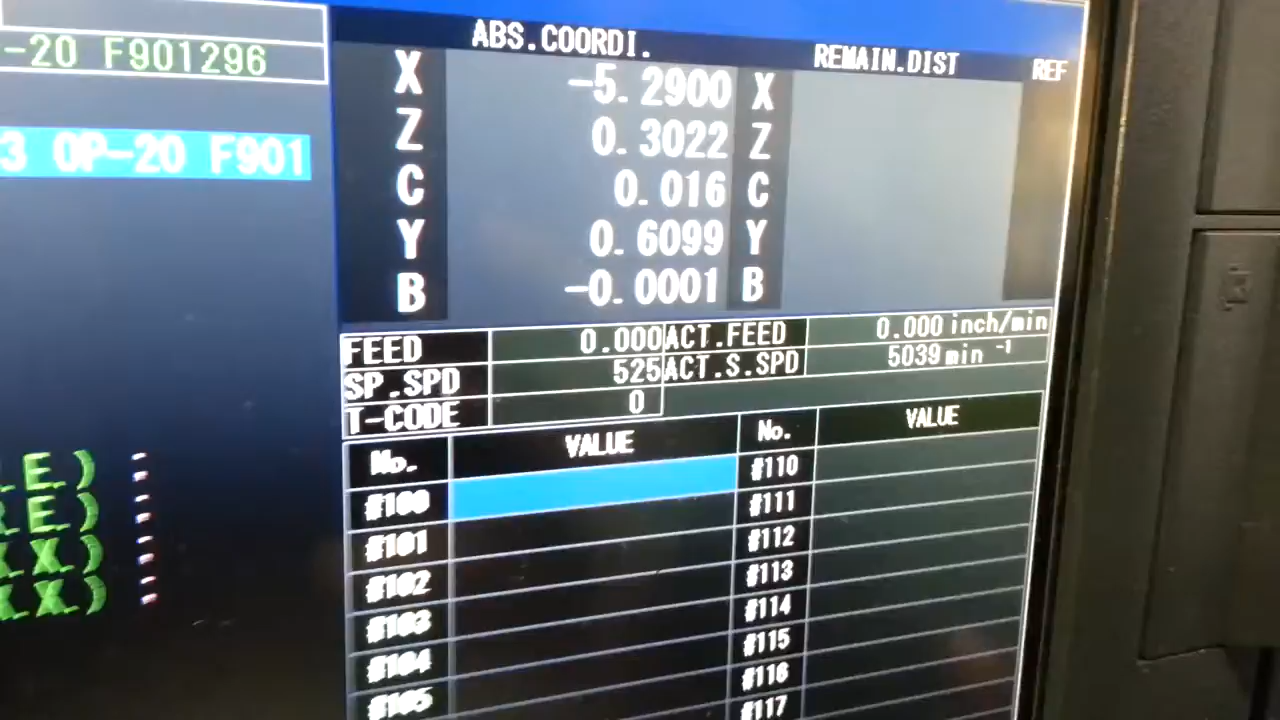 -20 F901296
3 OP-20 F901
ABS.COORDI. REMAIN.DIST REF
X -5.2900 X
Z 0.3022 Z
C 0.016 C
Y 0.6099 Y
B -0.0001 B
FEED 0.000 ACT.FEED 0.000 inch/min
SP.SPD 525 ACT.S.SPD 5039 min -1
T-CODE 0
No. VALUE No. VALUE
#100 #110
#101 #111
#102 #112
#103 #113
#104 #114
#105 #115
#116
#117
E)
E)
X)
X)